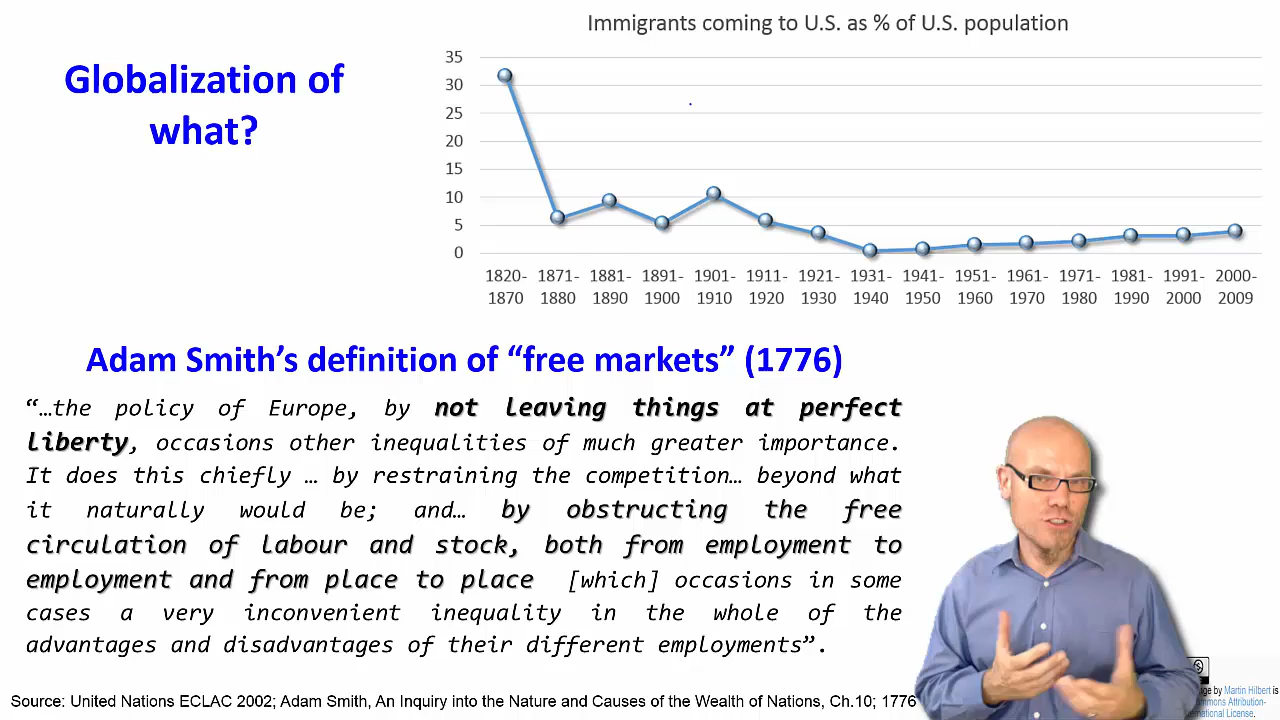 Immigrants coming to U.S. as % of U.S. population
Globalization of
what?
35
30
25
20
15
10
5
0
1820- 1871- 1881- 1891- 1901- 1911- 1921- 1931- 1941- 1951- 1961- 1971- 1981- 1991- 2000-
1870 1880 1890 1900 1910 1920 1930 1940 1950 1960 1970 1980 1990 2000 2009
Adam Smith’s definition of “free markets” (1776)
“…the policy of Europe, by not leaving things at perfect
liberty, occasions other inequalities of much greater importance.
It does this chiefly … by restraining the competition… beyond what
it naturally would be; and… by obstructing the free
circulation of labour and stock, both from employment to
employment and from place to place [which] occasions in some
cases a very inconvenient inequality in the whole of the
advantages and disadvantages of their different employments”.
Source: United Nations ECLAC 2002; Adam Smith, An Inquiry into the Nature and Causes of the Wealth of Nations, Ch.10; 1776
by Martin Hilbert is
Attribution-
License.